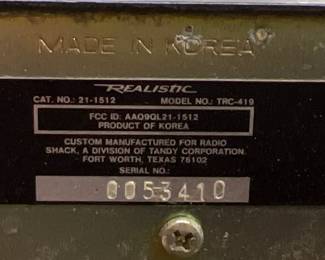 MADE IN KOREA
REALISTIC
CAT. NO.: 21-1512 MODEL NO.: TRC-419
FCC ID: AAQ9QL21-1512
PRODUCT OF KOREA
CUSTOM MANUFACTURED FOR RADIO
SHACK, A DIVISION OF TANDY CORPORATION.
FORT WORTH, TEXAS 76102
SERIAL NO.:
0053410